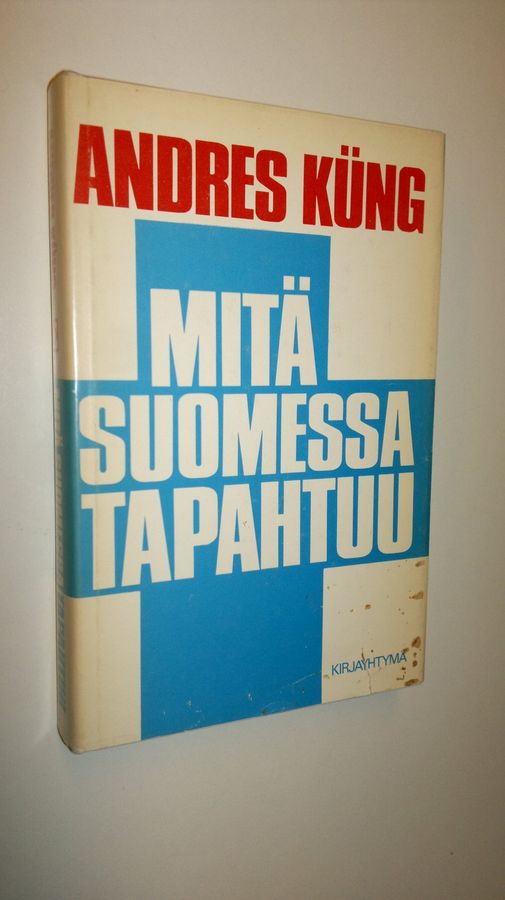 ANDRES KÜNG
MITÄ
SUOMESSA
TAPAHTUU
KIRJAYHTYMÄ